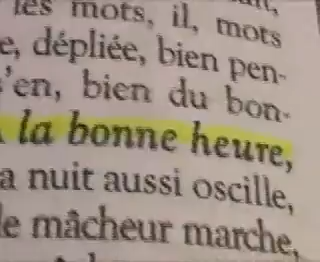 les mots, il, mots
e, dépliée, bien pen-
'en, bien du bon-
la bonne heure,
a nuit aussi oscille,
le mâcheur marche,